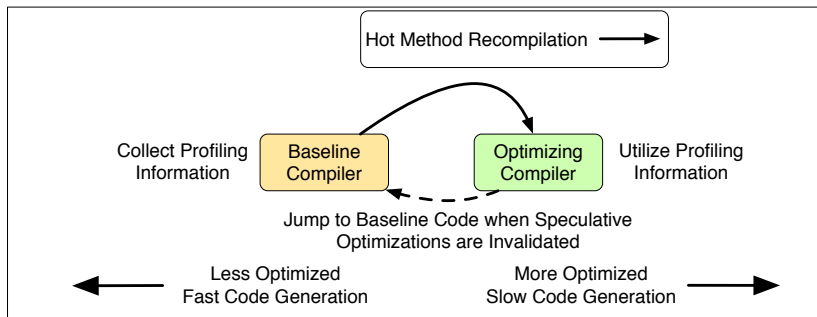 Hot Method Recompilation
Collect Profiling
Information
Baseline
Compiler
Optimizing
Compiler
Utilize Profiling
Information
Jump to Baseline Code when Speculative
Optimizations are Invalidated
Less Optimized
Fast Code Generation
More Optimized
Slow Code Generation